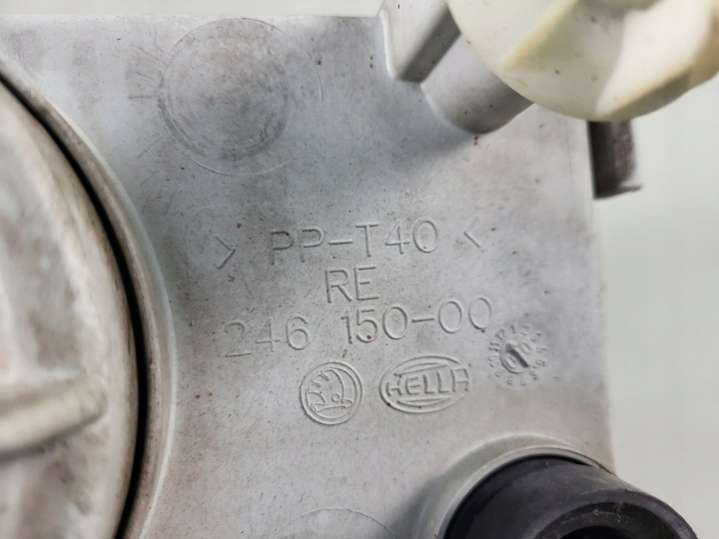 > PP-T40 <
RE
246 150-00
HELLA